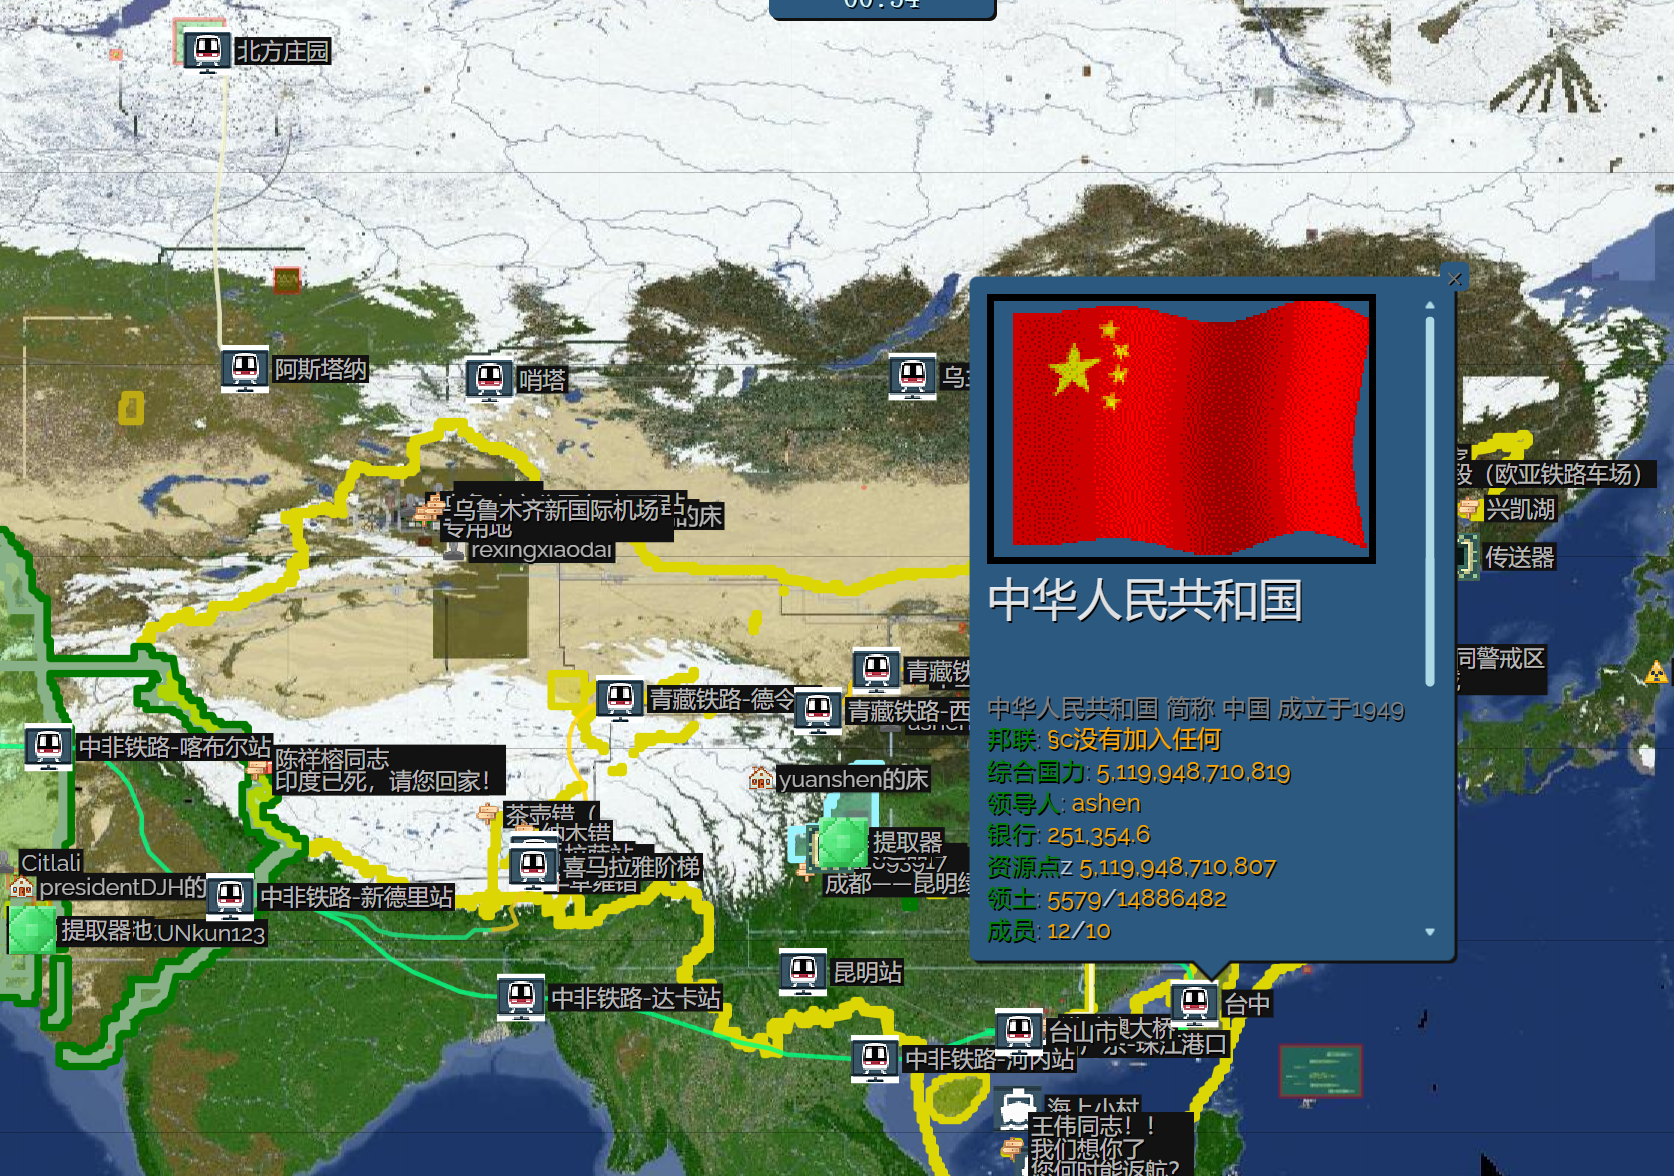 00:54
北方庄园
阿斯塔纳
哨塔
乌
中华人民共和国
中华人民共和国 简称 中国 成立于1949
邦联: §c没有加入任何
综合国力: 5,119,948,710,819
领导人: ashen
银行: 251,354.6
资源点z 5,119,948,710,807
领土: 5579/14886482
成员: 12/10
段（欧亚铁路车场）
兴凯湖
传送器
同警戒区
乌鲁木齐新国际机场
站
的床
专用地
rexingxiaodai
青藏铁
青藏铁路-德令
青藏铁路-西
ashen
中非铁路-喀布尔站
陈祥榕同志
印度已死，请您回家！
yuanshen的床
茶壶错（
纳木错
提取器
喜马拉雅阶梯
成都——昆明绿
Citlali
presidentDJH的
中非铁路-新德里站
提取器池
UNkun123
昆明站
中非铁路-达卡站
台中
台山市
澳大桥
珠江港口
中非铁路-河内站
海上小村
王伟同志！！
我们想你了
您何时能返航？